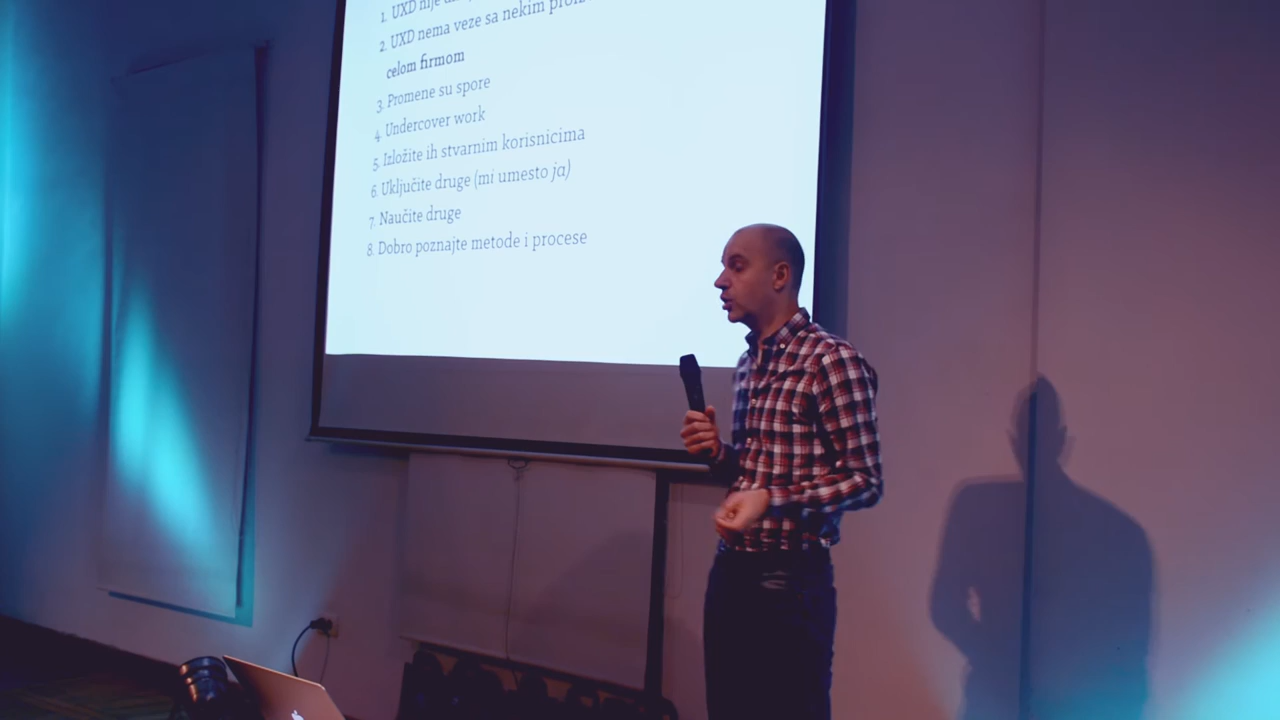 1. UXD nije
2. UXD nema veze sa nekim
celom firmom
3. Promene su spore
4. Undercover work
5. Izložite ih stvarnim korisnicima
6. Uključite druge (mi umesto ja)
7. Naučite druge
8. Dobro poznajte metode i procese